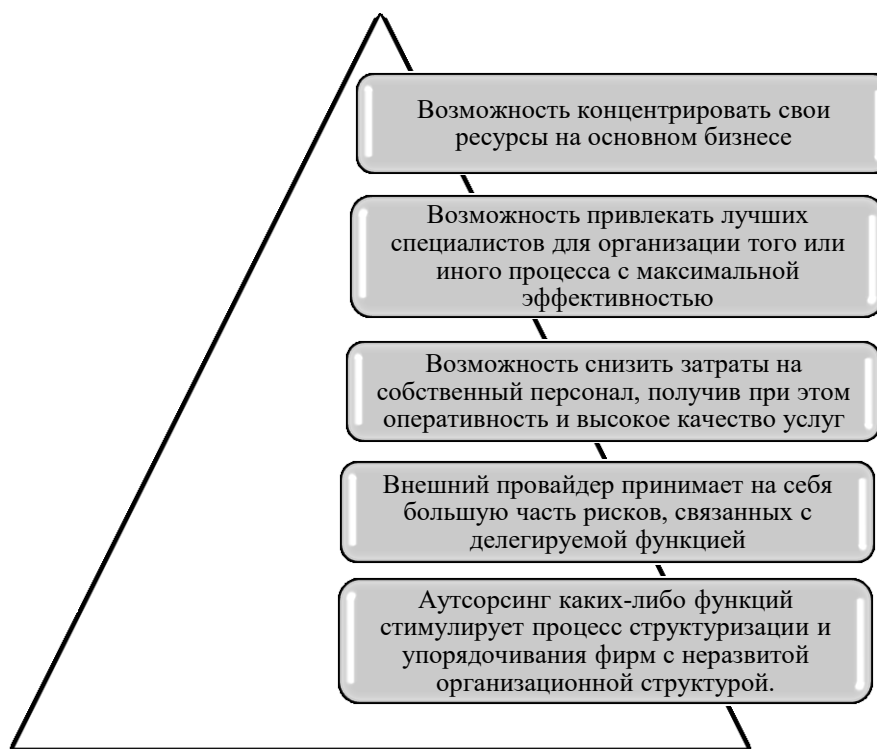 Возможность концентрировать свои
ресурсы на основном бизнесе
Возможность привлекать лучших
специалистов для организации того или
иного процесса с максимальной
эффективностью
Возможность снизить затраты на
собственный персонал, получив при этом
оперативность и высокое качество услуг
Внешний провайдер принимает на себя
большую часть рисков, связанных с
делегируемой функцией
Аутсорсинг каких-либо функций
стимулирует процесс структуризации и
упорядочивания фирм с неразвитой
организационной структурой.